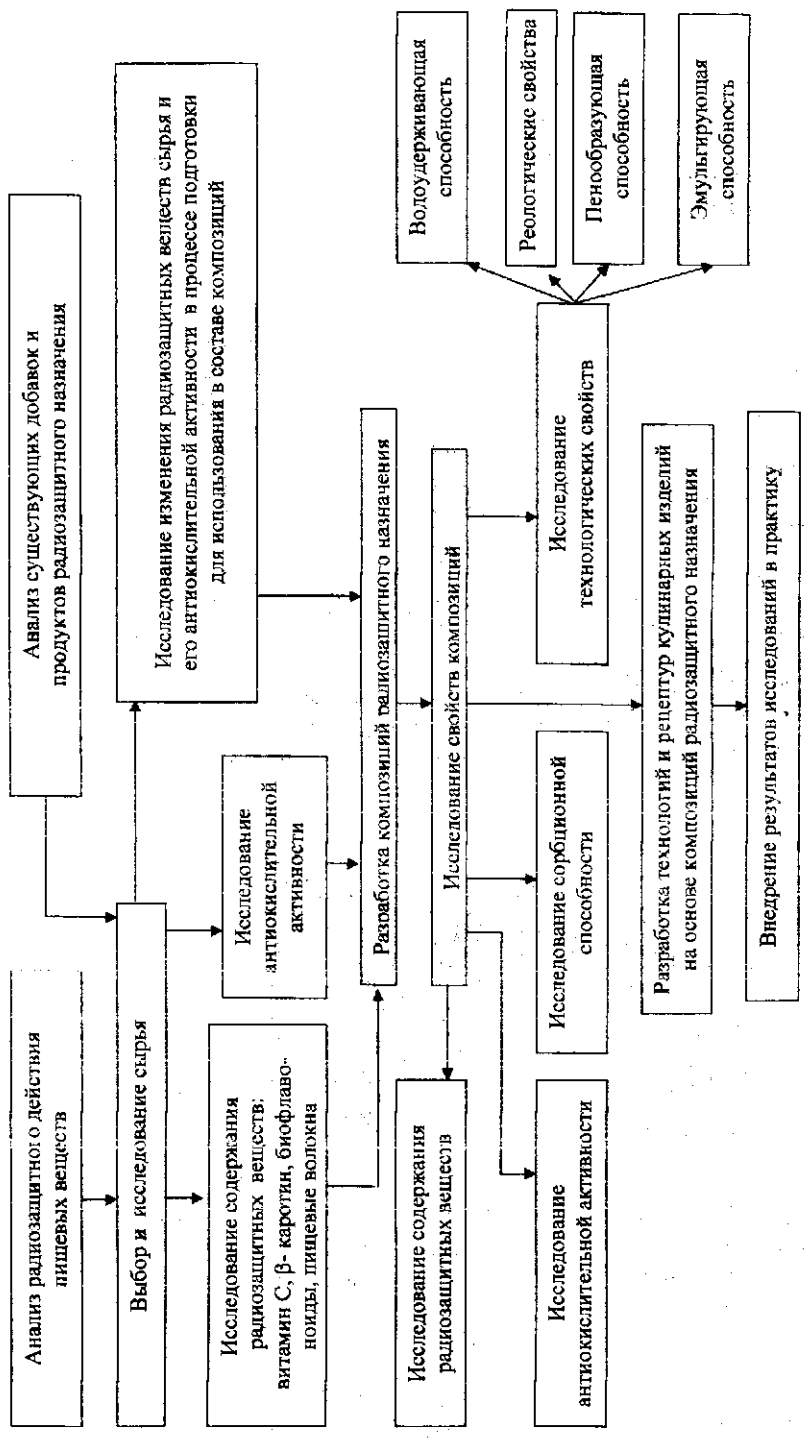 Анализ радиозащитного действия
пищевых веществ
Анализ существующих добавок и
продуктов радиозащитного назначения
Выбор и исследование сырья
Исследование содержания
радиозащитных веществ:
витамин С, β- каротин, биофлаво-
ноиды, пищевые волокна
Исследование
антиокислительной
активности
Исследование изменения радиозащитных веществ сырья и
его антиокислительной активности в процессе подготовки
для использования в составе композиций
Разработка композиций радиозащитного назначения
Исследование свойств композиций
Исследование содержания
радиозащитных веществ
Исследование
антиокислительной активности
Исследование сорбционной
способности
Исследование
технологических свойств
Водоудерживающая
способность
Реологические свойства
Пенообразующая
способность
Эмульгирующая
способность
Разработка технологий и рецептур кулинарных изделий
на основе композиций радиозащитного назначения
Внедрение результатов исследований в практику